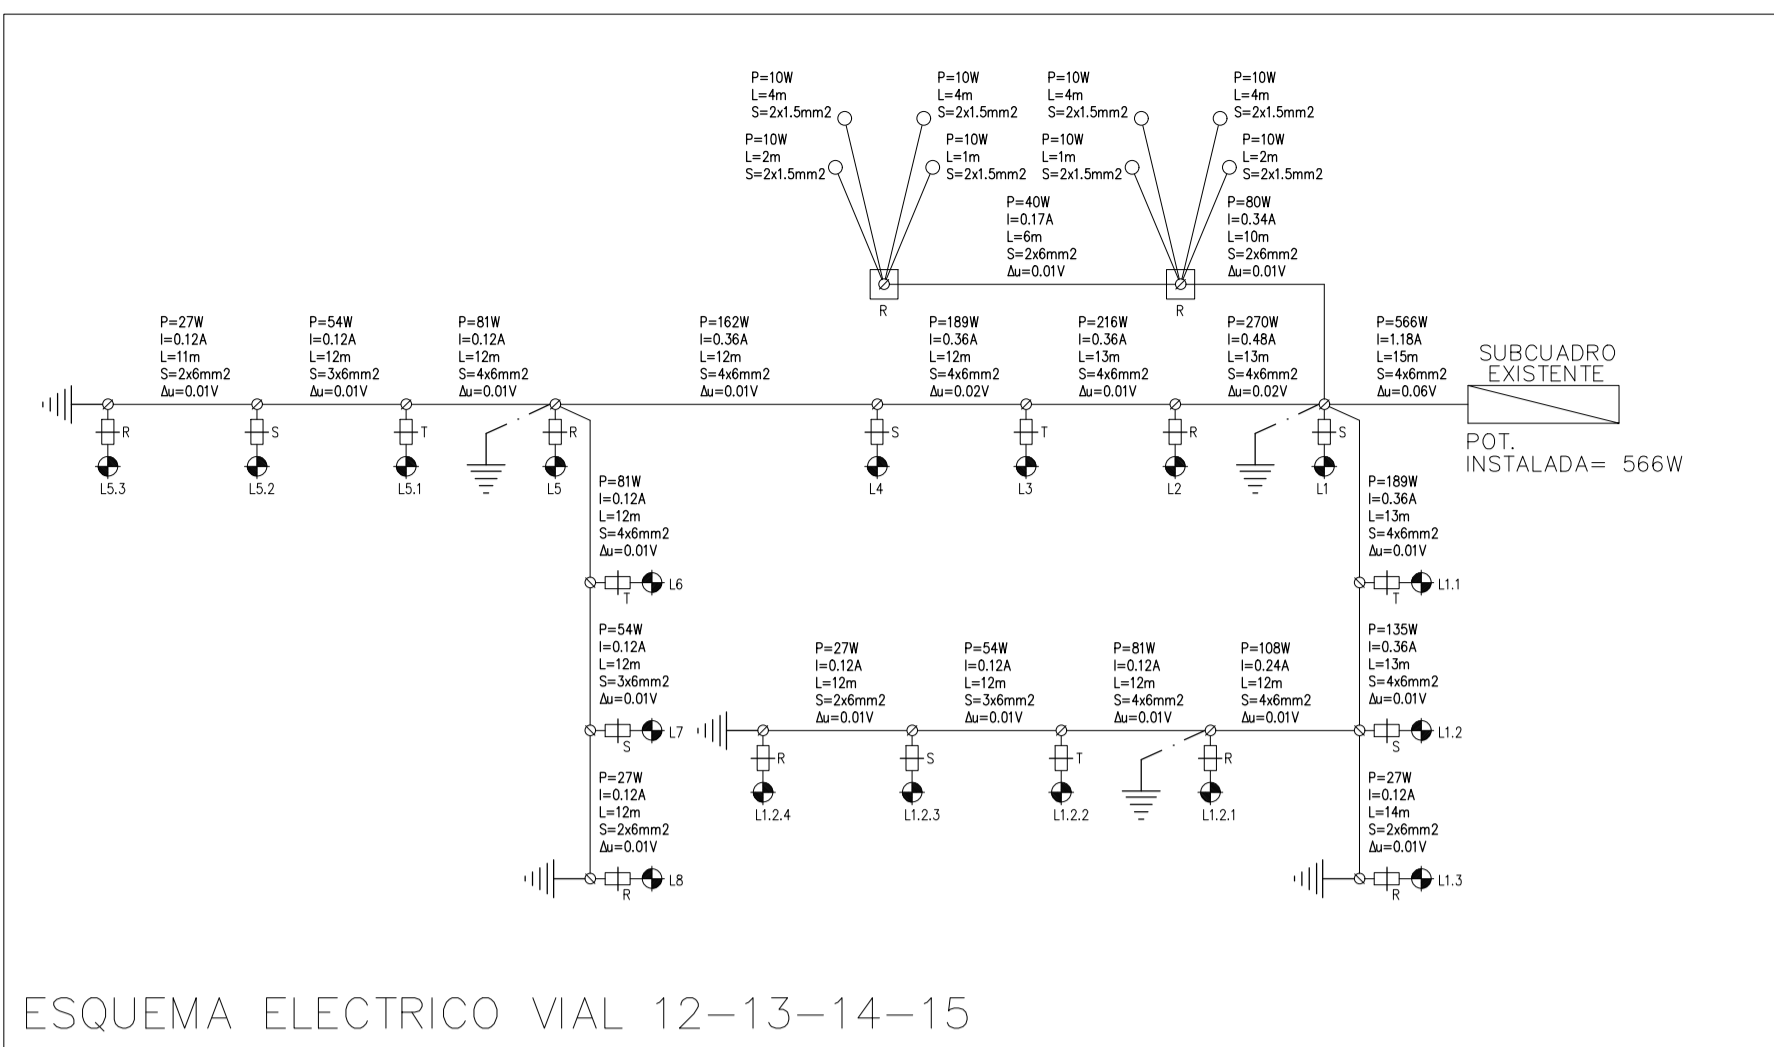 P=10W
L=4m
S=2x1.5mm2
P=10W
L=4m
S=2x1.5mm2
P=10W
L=4m
S=2x1.5mm2
P=10W
L=4m
S=2x1.5mm2
P=10W
L=2m
S=2x1.5mm2
P=10W
L=1m
S=2x1.5mm2
P=10W
L=1m
S=2x1.5mm2
P=10W
L=2m
S=2x1.5mm2
P=40W
I=0.17A
L=6m
S=2x6mm2
Δu=0.01V
P=80W
I=0.34A
L=10m
S=2x6mm2
Δu=0.01V
R
R
P=27W
I=0.12A
L=11m
S=2x6mm2
Δu=0.01V
P=54W
I=0.12A
L=12m
S=3x6mm2
Δu=0.01V
P=81W
I=0.12A
L=12m
S=4x6mm2
Δu=0.01V
P=162W
I=0.36A
L=12m
S=4x6mm2
Δu=0.01V
P=189W
I=0.36A
L=12m
S=4x6mm2
Δu=0.02V
P=216W
I=0.36A
L=13m
S=4x6mm2
Δu=0.01V
P=270W
I=0.48A
L=13m
S=4x6mm2
Δu=0.02V
P=566W
I=1.18A
L=15m
S=4x6mm2
Δu=0.06V
SUBCUADRO
EXISTENTE
POT.
INSTALADA= 566W
R
S
T
R
S
T
R
S
L5.3
L5.2
L5.1
L5
L4
L3
L2
L1
P=81W
I=0.12A
L=12m
S=4x6mm2
Δu=0.01V
P=189W
I=0.36A
L=13m
S=4x6mm2
Δu=0.01V
L6
T
L1.1
T
P=54W
I=0.12A
L=12m
S=3x6mm2
Δu=0.01V
P=27W
I=0.12A
L=12m
S=2x6mm2
Δu=0.01V
P=54W
I=0.12A
L=12m
S=3x6mm2
Δu=0.01V
P=81W
I=0.12A
L=12m
S=4x6mm2
Δu=0.01V
P=108W
I=0.24A
L=12m
S=4x6mm2
Δu=0.01V
P=135W
I=0.36A
L=13m
S=4x6mm2
Δu=0.01V
L7
S
L1.2
S
R
S
T
R
L1.2.4
L1.2.3
L1.2.2
L1.2.1
P=27W
I=0.12A
L=12m
S=2x6mm2
Δu=0.01V
P=27W
I=0.12A
L=14m
S=2x6mm2
Δu=0.01V
L8
R
L1.3
R
ESQUEMA ELECTRICO VIAL 12-13-14-15